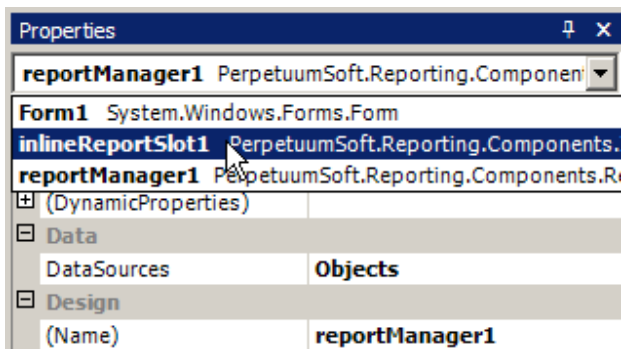 Properties
reportManager1 PerpetuumSoft.Reporting.Componen
Form1 System.Windows.Forms.Form
inlineReportSlot1 PerpetuumSoft.Reporting.Components.
reportManager1 PerpetuumSoft.Reporting.Components.Re
(DynamicProperties)
Data
DataSources Objects
Design
(Name) reportManager1